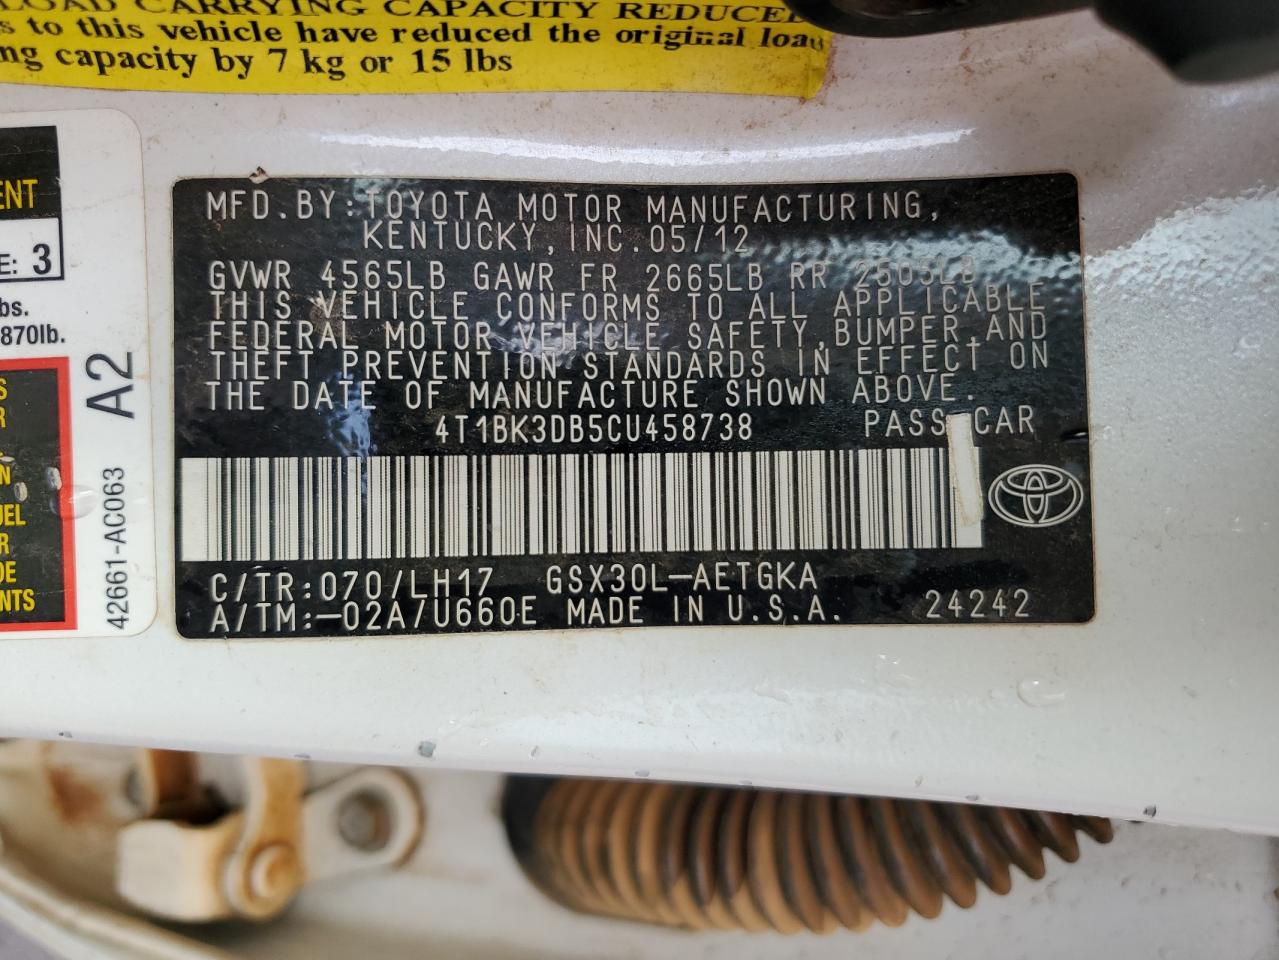 LOAD CARRYING CAPACITY REDUCED
s to this vehicle have reduced the original load
ng capacity by 7 kg or 15 lbs
ENT
E: 3
bs.
870lb.
S
R
N
UEL
R
DE
NTS
A2
42661-AC063
MFD.BY:TOYOTA MOTOR MANUFACTURING,
KENTUCKY,INC.05/12
GVWR 4565LB GAWR FR 2665LB RR 2505LB
THIS VEHICLE CONFORMS TO ALL APPLICABLE
FEDERAL MOTOR VEHICLE SAFETY,BUMPER,AND
THEFT PREVENTION STANDARDS IN EFFECT ON
THE DATE OF MANUFACTURE SHOWN ABOVE.
4T1BK3DB5CU458738 PASS CAR
C/TR:070/LH17 GSX30L-AETGKA
A/TM:-02A/U660E MADE IN U.S.A. 24242